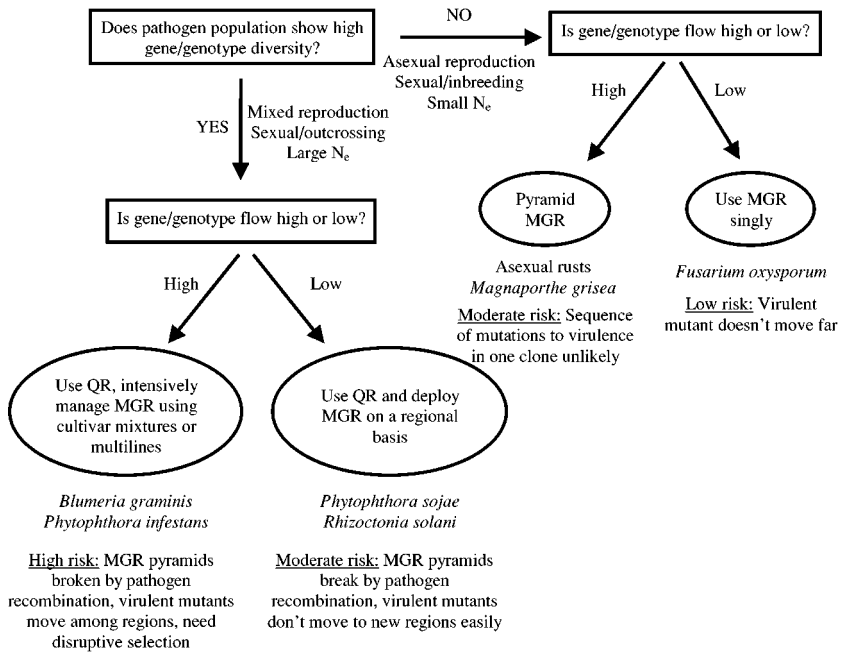 Does pathogen population show high
gene/genotype diversity?
NO
Asexual reproduction
Sexual/inbreeding
Small Ne
Is gene/genotype flow high or low?
High
Low
Pyramid
MGR
Use MGR
singly
Asexual rusts
Magnaporthe grisea
Moderate risk: Sequence
of mutations to virulence
in one clone unlikely
Fusarium oxysporum
Low risk: Virulent
mutant doesn't move far
YES
Mixed reproduction
Sexual/outcrossing
Large Ne
Is gene/genotype flow high or low?
High
Low
Use QR, intensively
manage MGR using
cultivar mixtures or
multilines
Use QR and deploy
MGR on a regional
basis
Blumeria graminis
Phytophthora infestans
High risk: MGR pyramids
broken by pathogen
recombination, virulent mutants
move among regions, need
disruptive selection
Phytophthora sojae
Rhizoctonia solani
Moderate risk: MGR pyramids
break by pathogen
recombination, virulent mutants
don't move to new regions easily